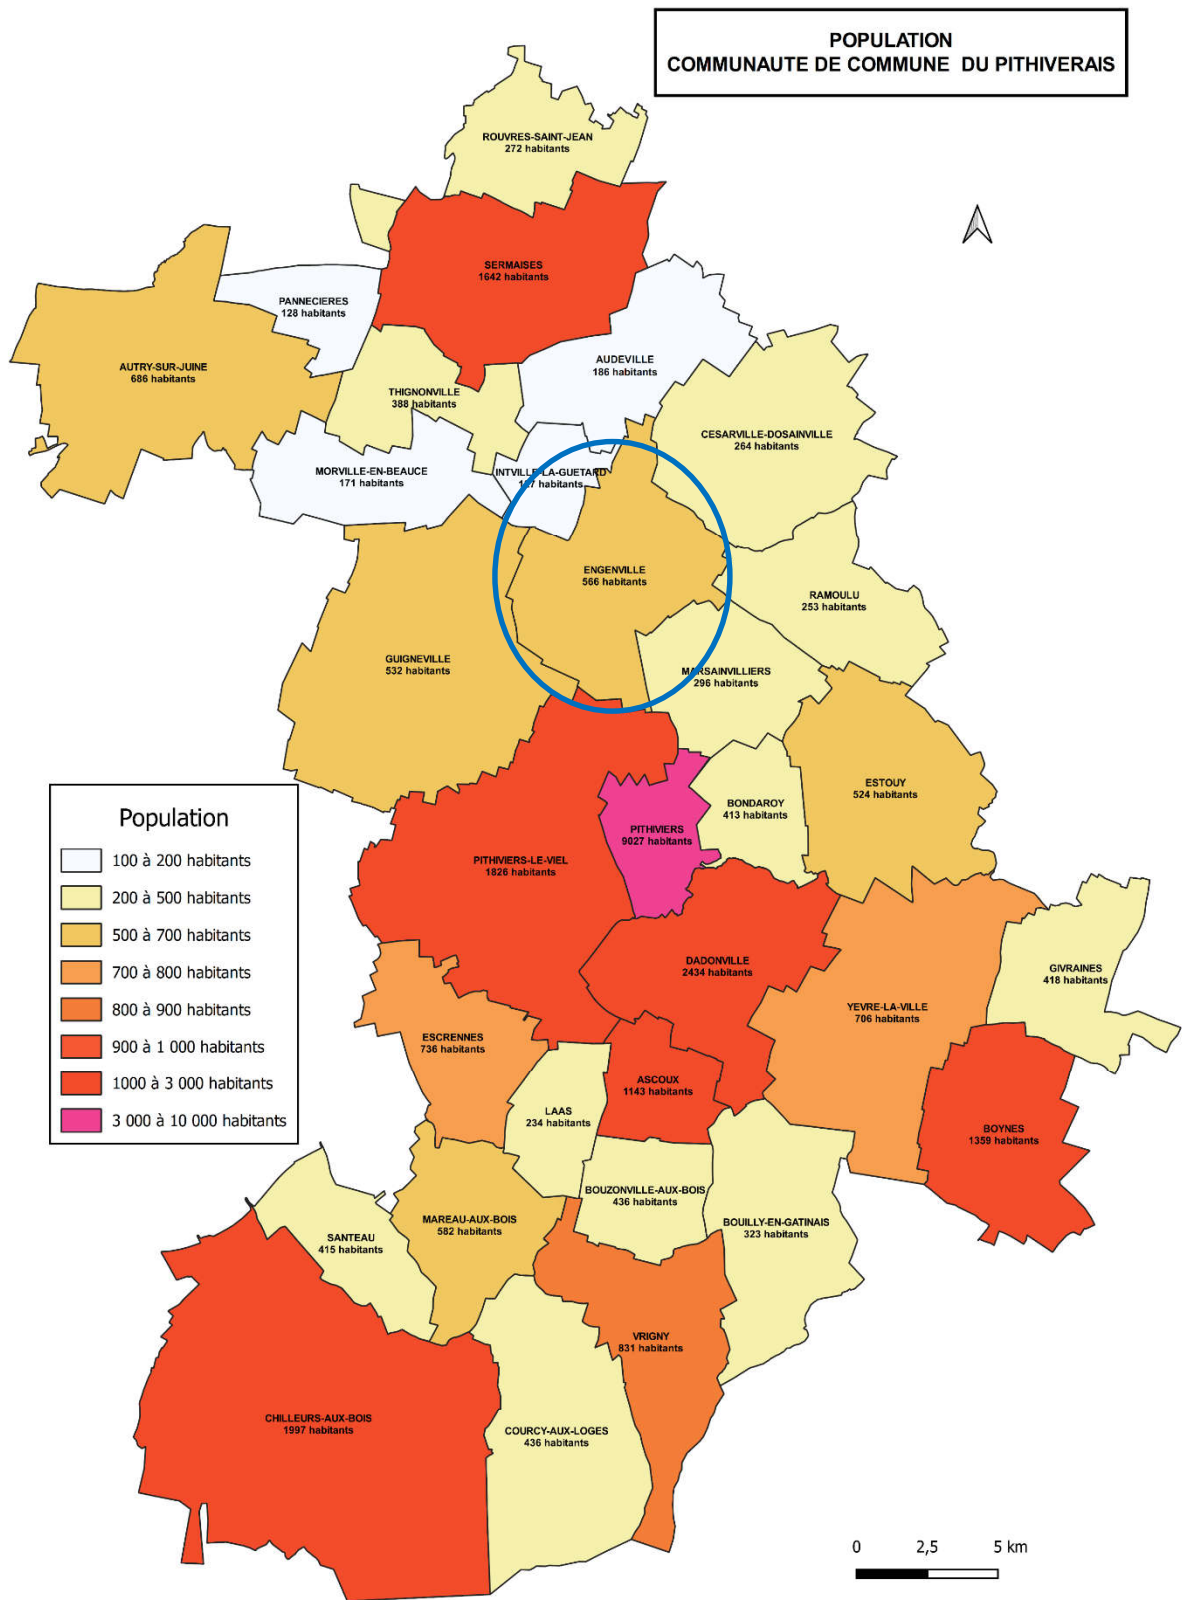 POPULATION
COMMUNAUTE DE COMMUNE DU PITHIVERAIS
ROUVRES-SAINT-JEAN
272 habitants
SERMAISES
1642 habitants
PANNECIERES
128 habitants
AUDEVILLE
186 habitants
AUTRY-SUR-JUINE
686 habitants
THIGNONVILLE
388 habitants
CESARVILLE-DOSAINVILLE
264 habitants
MORVILLE-EN-BEAUCE
171 habitants
INTVILLE-LA-GUETARD
habitants
ENGENVILLE
566 habitants
RAMOULU
253 habitants
GUIGNEVILLE
532 habitants
MARSAINVILLIERS
296 habitants
ESTOUY
524 habitants
BONDAROY
413 habitants
PITHIVIERS
9027 habitants
PITHIVIERS-LE-VIEL
1826 habitants
DADONVILLE
2434 habitants
GIVRAINES
418 habitants
YEVRE-LA-VILLE
706 habitants
ESCRENNES
736 habitants
ASCOUX
1143 habitants
LAAS
234 habitants
BOYNES
1359 habitants
BOUZONVILLE-AUX-BOIS
436 habitants
MAREAU-AUX-BOIS
582 habitants
BOUILLY-EN-GATINAIS
323 habitants
SANTEAU
415 habitants
VRIGNY
831 habitants
CHILLEURS-AUX-BOIS
1997 habitants
COURCY-AUX-LOGES
436 habitants
Population
100 à 200 habitants
200 à 500 habitants
500 à 700 habitants
700 à 800 habitants
800 à 900 habitants
900 à 1 000 habitants
1000 à 3 000 habitants
3 000 à 10 000 habitants
0 2,5 5 km